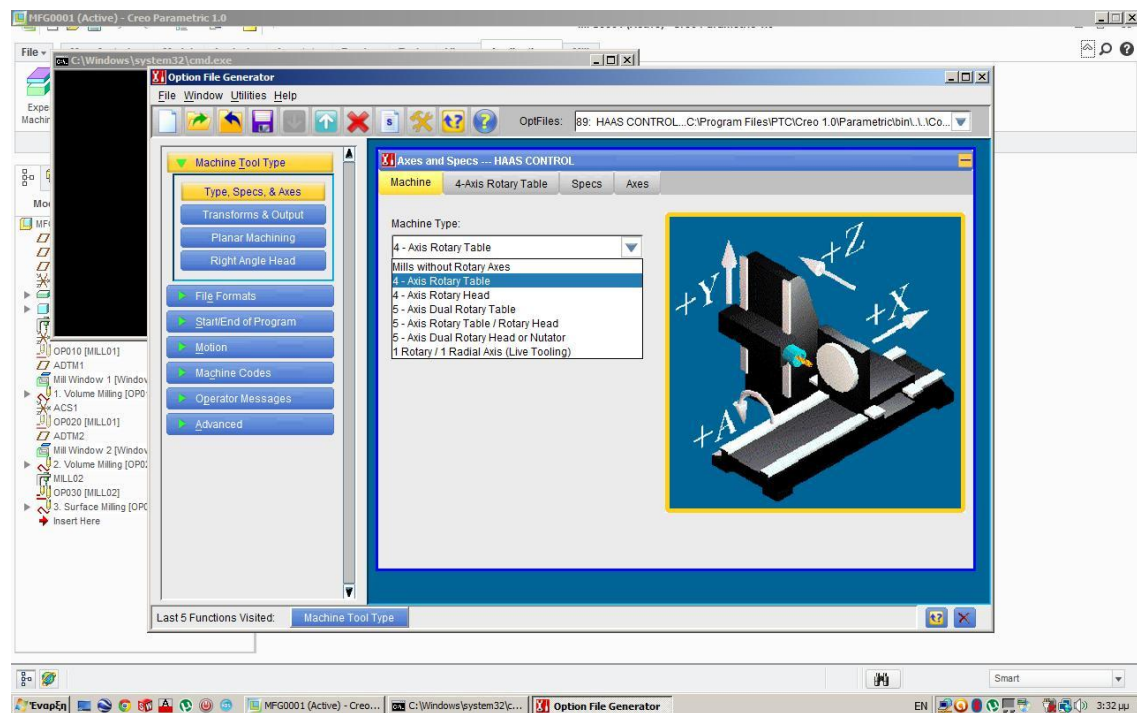 MFG0001 (Active) - Creo Parametric 1.0
File
C:\Windows\system32\cmd.exe
Option File Generator
File Window Utilities Help
OptFiles: 89: HAAS CONTROL...C:\Program Files\PTC\Creo 1.0\Parametric\bin\..\..\Co...
Expe
Machin
Mo
MF
Machine Tool Type
Type, Specs, & Axes
Transforms & Output
Planar Machining
Right Angle Head
File Formats
Start/End of Program
Motion
Machine Codes
Operator Messages
Advanced
Axes and Specs --- HAAS CONTROL
Machine 4-Axis Rotary Table Specs Axes
Machine Type:
4 - Axis Rotary Table
Mills without Rotary Axes
4 - Axis Rotary Table
4 - Axis Rotary Head
5 - Axis Dual Rotary Table
5 - Axis Rotary Table / Rotary Head
5 - Axis Dual Rotary Head or Nutator
1 Rotary / 1 Radial Axis (Live Tooling)
+Y
+Z
+X
+A
OP010 [MILL01]
ADTM1
Mill Window 1 [Window
1. Volume Milling [OP0
ACS1
OP020 [MILL01]
ADTM2
Mill Window 2 [Window
2. Volume Milling [OP0
MILL02
OP030 [MILL02]
3. Surface Milling [OP0
Insert Here
Last 5 Functions Visited: Machine Tool Type
Smart
Έναρξη
MFG0001 (Active) - Creo...
C:\Windows\system32\c...
Option File Generator
EN
3:32 μμ